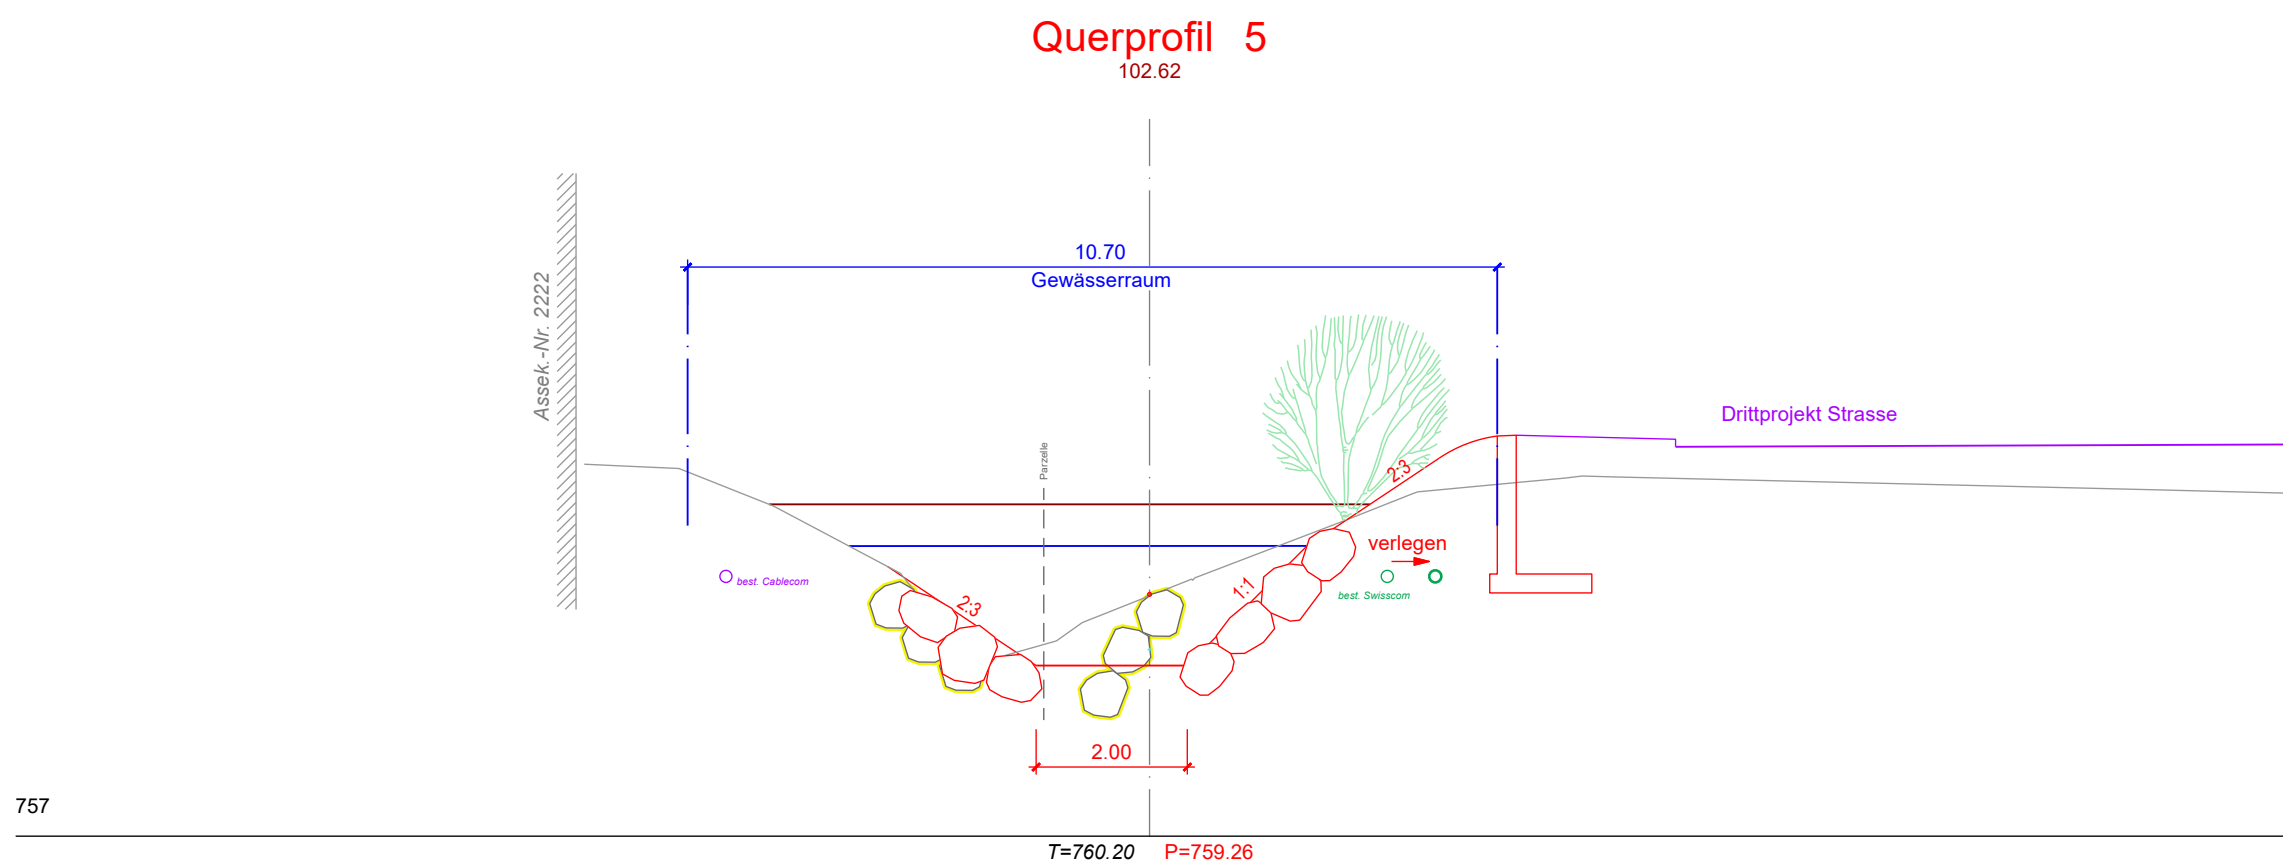 Querprofil 5
102.62
10.70
Gewässerraum
Assek.-Nr. 2222
Drittprojekt Strasse
Parzelle
2:3
verlegen
best. Cablecom
1:1
best. Swisscom
2:3
2.00
757
T=760.20 P=759.26